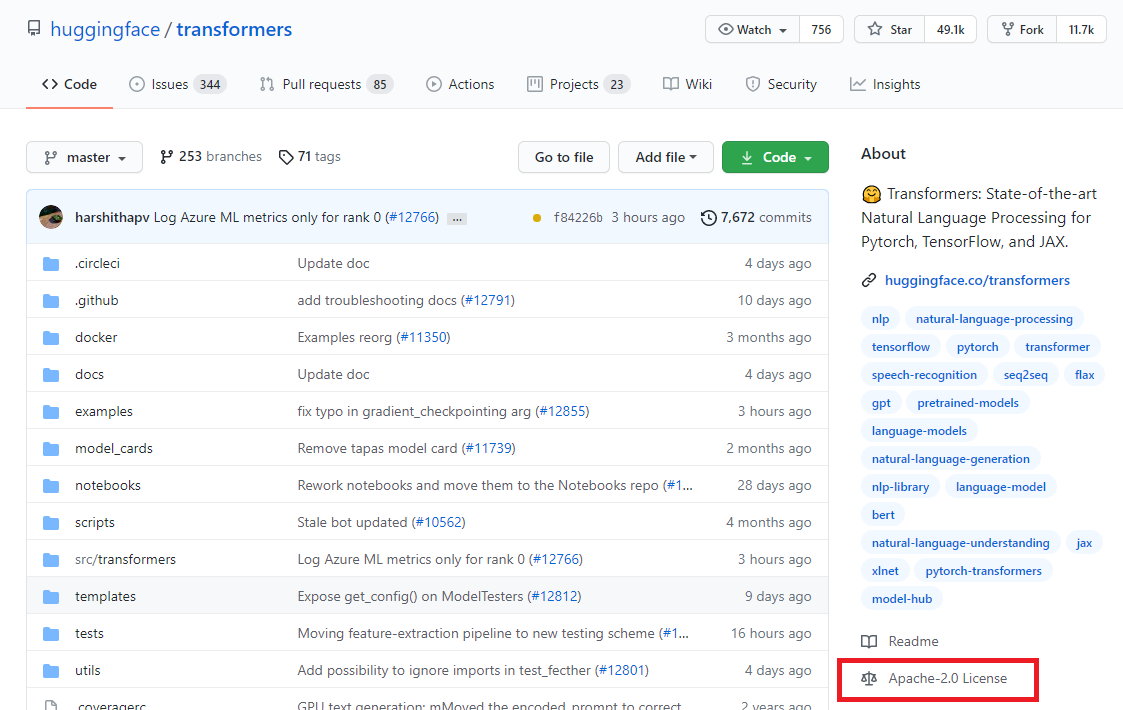 huggingface / transformers
Watch 756 Star 49.1k Fork 11.7k
Code Issues 344 Pull requests 85 Actions Projects 23 Wiki Security Insights
master 253 branches 71 tags Go to file Add file Code
harshithapv Log Azure ML metrics only for rank 0 (#12766) ... f84226b 3 hours ago 7,672 commits
.circleci Update doc 4 days ago
.github add troubleshooting docs (#12791) 10 days ago
docker Examples reorg (#11350) 3 months ago
docs Update doc 4 days ago
examples fix typo in gradient_checkpointing arg (#12855) 3 hours ago
model_cards Remove tapas model card (#11739) 2 months ago
notebooks Rework notebooks and move them to the Notebooks repo (#1... 28 days ago
scripts Stale bot updated (#10562) 4 months ago
src/transformers Log Azure ML metrics only for rank 0 (#12766) 3 hours ago
templates Expose get_config() on ModelTesters (#12812) 9 days ago
tests Moving feature-extraction pipeline to new testing scheme (#1... 16 hours ago
utils Add possibility to ignore imports in test_fecther (#12801) 4 days ago
.coveragerc GPU text generation: mMoved the encoded_prompt to correct 2 years ago
About
🤗 Transformers: State-of-the-art
Natural Language Processing for
Pytorch, TensorFlow, and JAX.
huggingface.co/transformers
nlp natural-language-processing
tensorflow pytorch transformer
speech-recognition seq2seq flax
gpt pretrained-models
language-models
natural-language-generation
nlp-library language-model
bert
natural-language-understanding jax
xlnet pytorch-transformers
model-hub
Readme
Apache-2.0 License